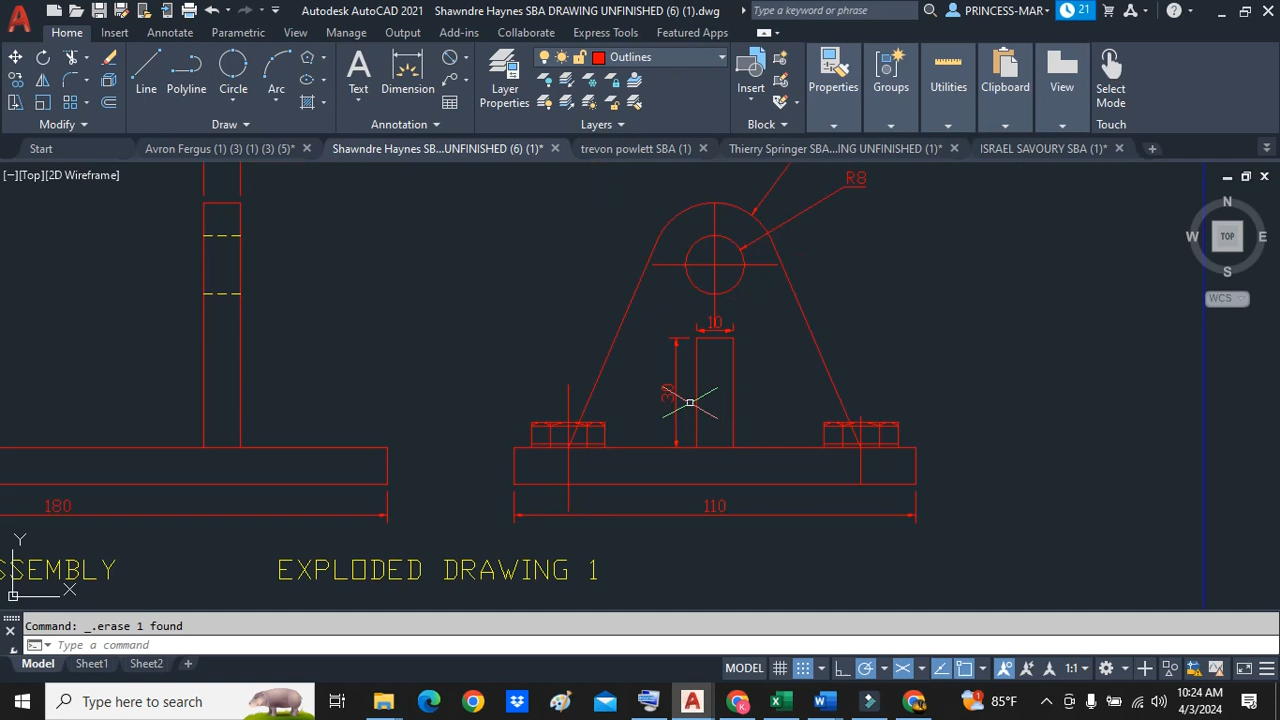 Autodesk AutoCAD 2021 Shawndre Haynes SBA DRAWING UNFINISHED (6) (1).dwg
Type a keyword or phrase
PRINCESS-MAR
21
Home Insert Annotate Parametric View Manage Output Add-ins Collaborate Express Tools Featured Apps
Outlines
Line Polyline Circle Arc Text Dimension Layer Properties Insert Properties Groups Utilities Clipboard View Select Mode
Modify Draw Annotation Layers Block Touch
Start Avron Fergus (1) (3) (1) (3) (5)* Shawndre Haynes SB...UNFINISHED (6) (1)* trevon powlett SBA (1) Thierry Springer SBA...ING UNFINISHED (1)* ISRAEL SAVOURY SBA (1)*
[−][Top][2D Wireframe]
R8
N
W TOP E
S
WCS
10
180
110
Y
SSEMBLY EXPLODED DRAWING 1
X
Command: _.erase 1 found
Type a command
Model Sheet1 Sheet2
MODEL
1:1
Type here to search
85°F
10:24 AM
4/3/2024